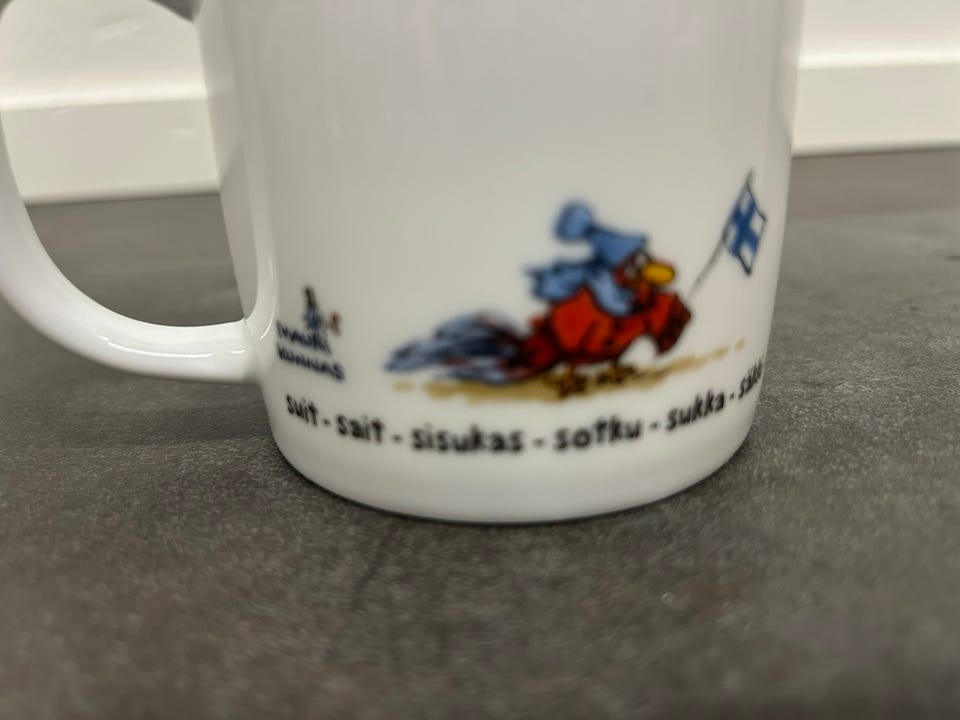 MAURI
KUNNAS
suit - sait - sisukas - sotku - sukka -